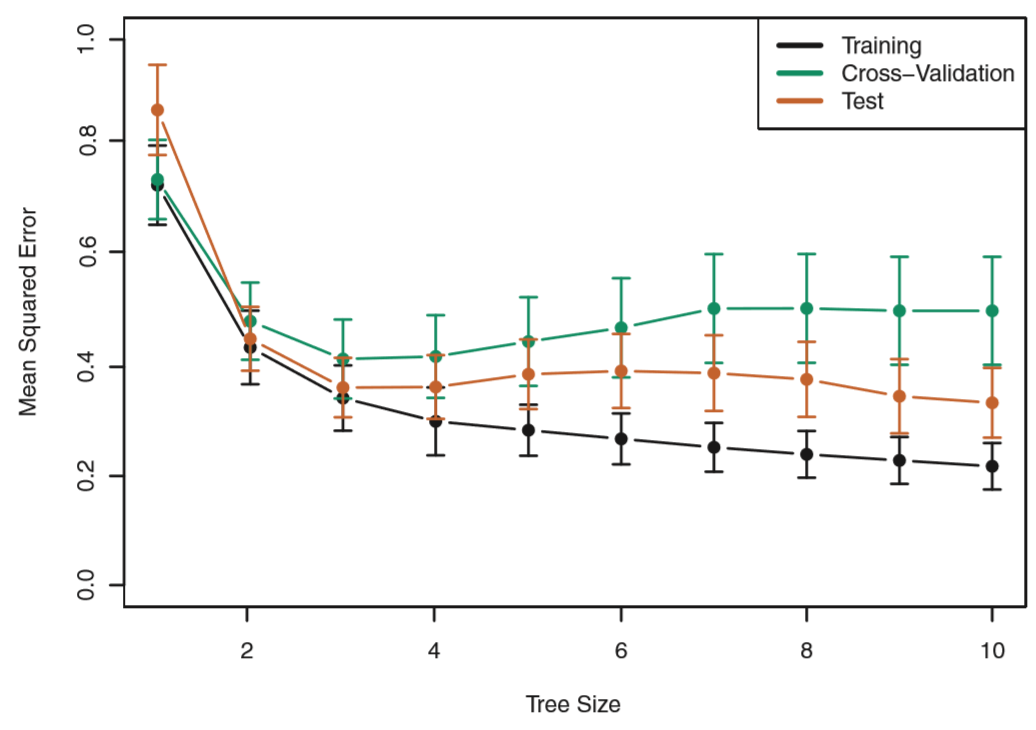 1.0
0.8
0.6
0.4
0.2
0.0
Mean Squared Error
Training
Cross−Validation
Test
2 4 6 8 10
Tree Size